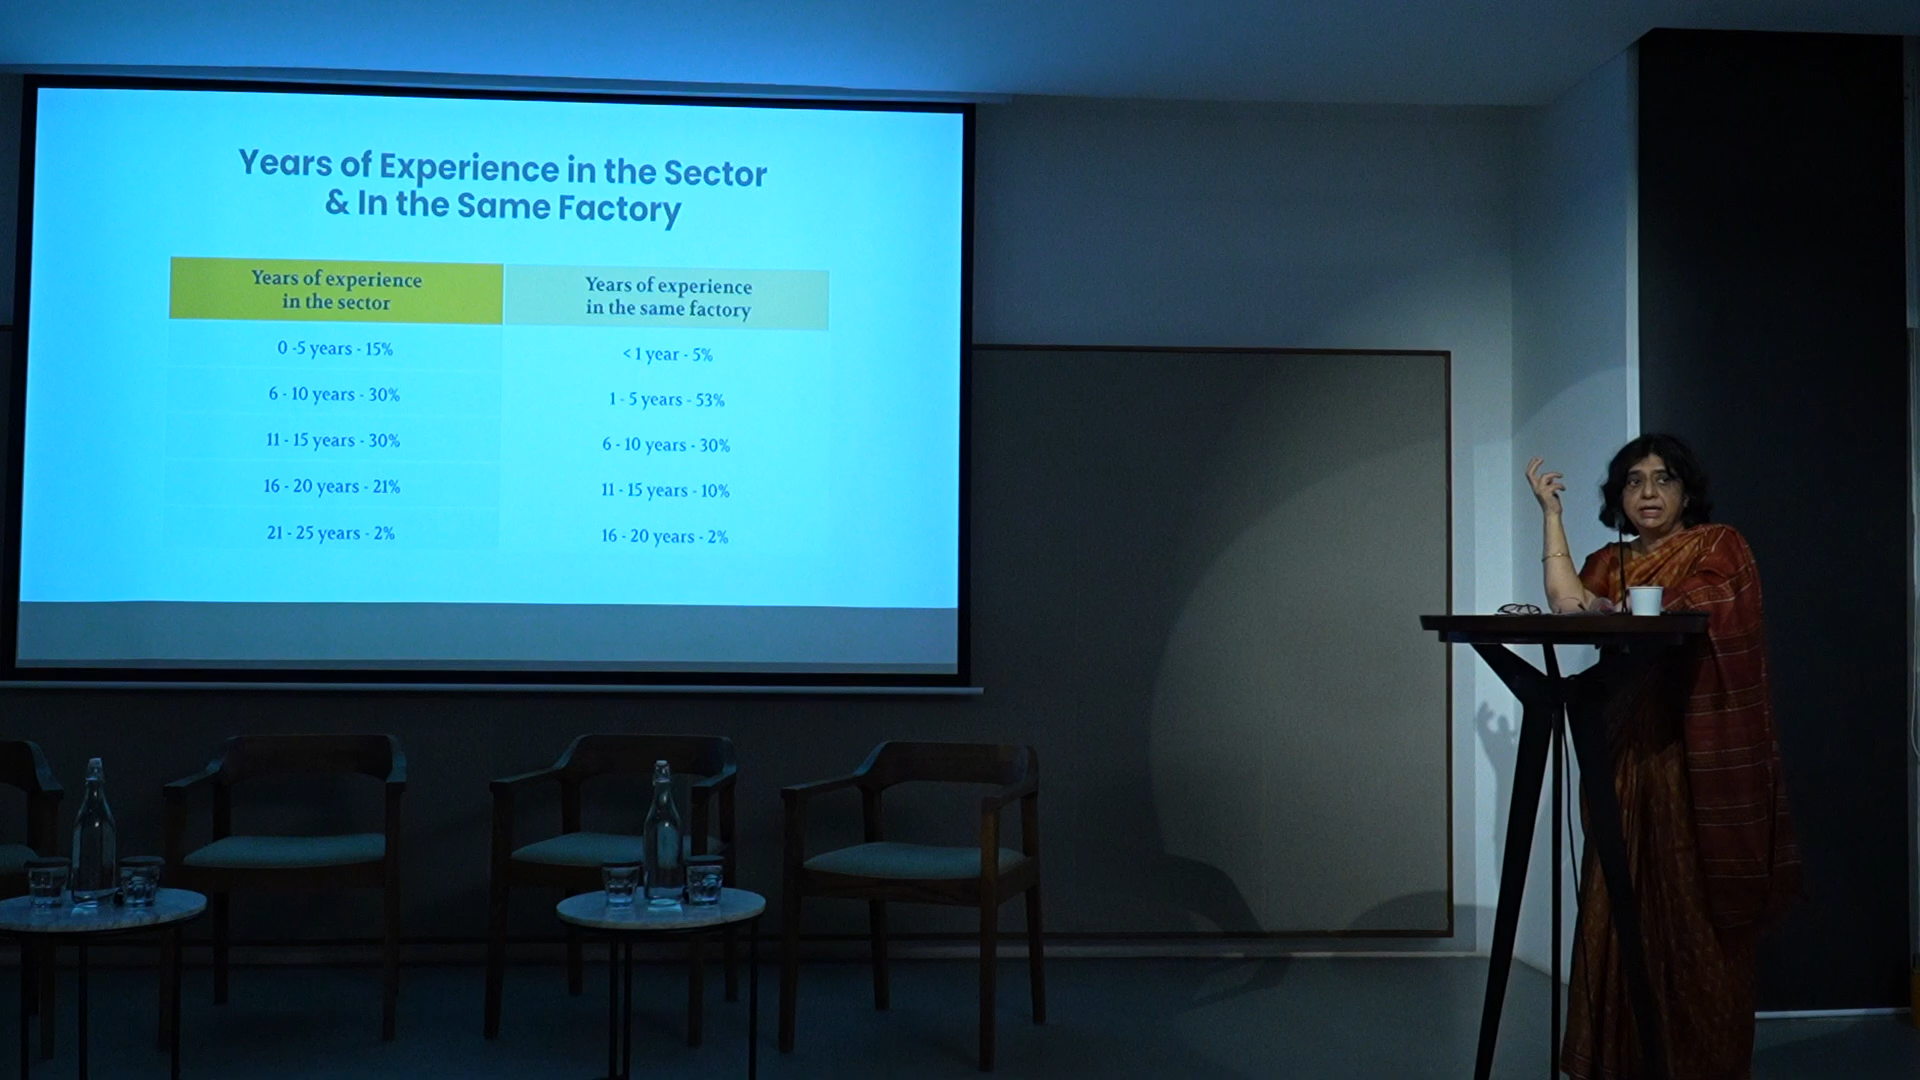 Years of Experience in the Sector
& In the Same Factory
Years of experience
in the sector
Years of experience
in the same factory
0 -5 years - 15%
< 1 year - 5%
6 - 10 years - 30%
1 - 5 years - 53%
11 - 15 years - 30%
6 - 10 years - 30%
16 - 20 years - 21%
11 - 15 years - 10%
21 - 25 years - 2%
16 - 20 years - 2%